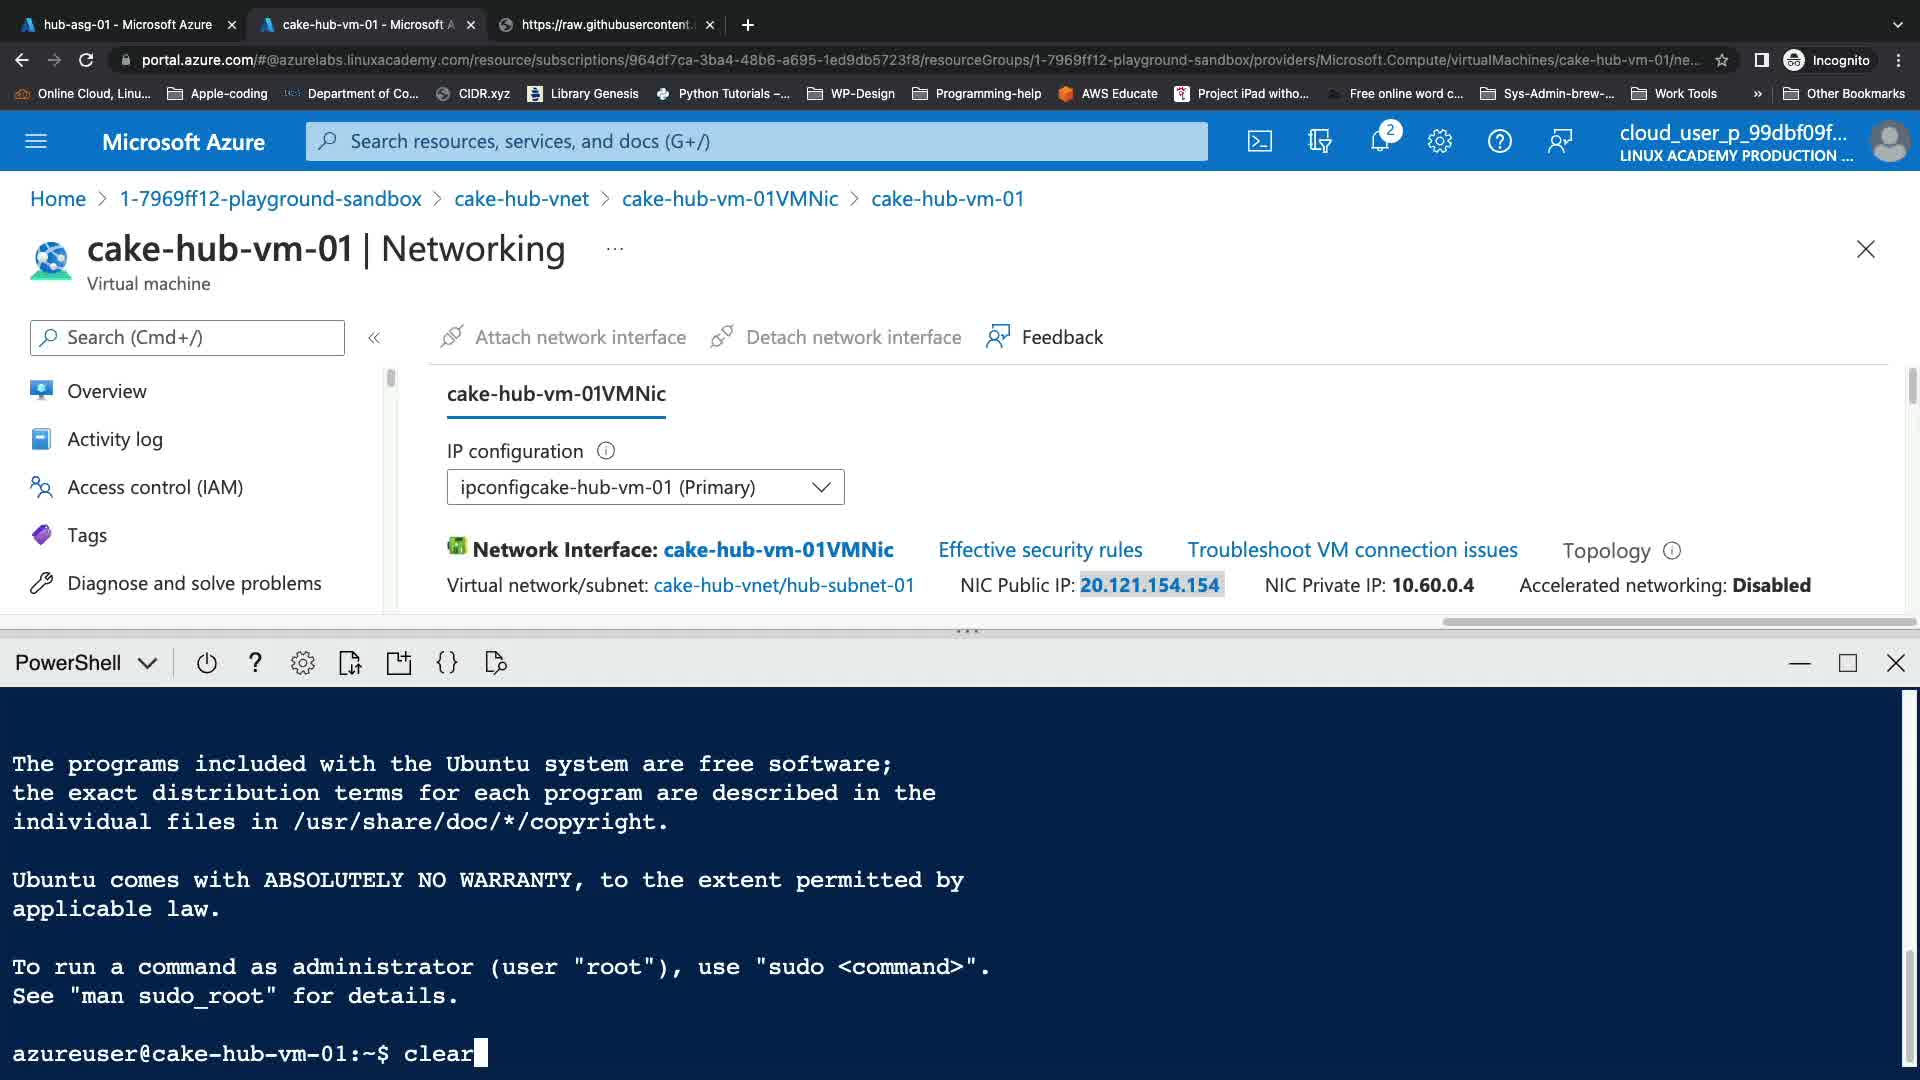 hub-asg-01 - Microsoft Azure
cake-hub-vm-01 - Microsoft A
https://raw.githubusercontent.
portal.azure.com/#@azurelabs.linuxacademy.com/resource/subscriptions/964df7ca-3ba4-48b6-a695-1ed9db5723f8/resourceGroups/1-7969ff12-playground-sandbox/providers/Microsoft.Compute/virtualMachines/cake-hub-vm-01/ne...
Incognito
Online Cloud, Linu...
Apple-coding
Department of Co...
CIDR.xyz
Library Genesis
Python Tutorials –...
WP-Design
Programming-help
AWS Educate
Project iPad witho...
Free online word c...
Sys-Admin-brew-...
Work Tools
»
Other Bookmarks
Microsoft Azure
Search resources, services, and docs (G+/)
2
cloud_user_p_99dbf09f...
LINUX ACADEMY PRODUCTION ...
Home > 1-7969ff12-playground-sandbox > cake-hub-vnet > cake-hub-vm-01VMNic > cake-hub-vm-01
cake-hub-vm-01 | Networking ...
Virtual machine
Search (Cmd+/)
«
Attach network interface
Detach network interface
Feedback
Overview
Activity log
Access control (IAM)
Tags
Diagnose and solve problems
cake-hub-vm-01VMNic
IP configuration
ipconfigcake-hub-vm-01 (Primary)
Network Interface: cake-hub-vm-01VMNic Effective security rules Troubleshoot VM connection issues Topology
Virtual network/subnet: cake-hub-vnet/hub-subnet-01 NIC Public IP: 20.121.154.154 NIC Private IP: 10.60.0.4 Accelerated networking: Disabled
PowerShell
The programs included with the Ubuntu system are free software;
the exact distribution terms for each program are described in the
individual files in /usr/share/doc/*/copyright.
Ubuntu comes with ABSOLUTELY NO WARRANTY, to the extent permitted by
applicable law.
To run a command as administrator (user "root"), use "sudo <command>".
See "man sudo_root" for details.
azureuser@cake-hub-vm-01:~$ clear